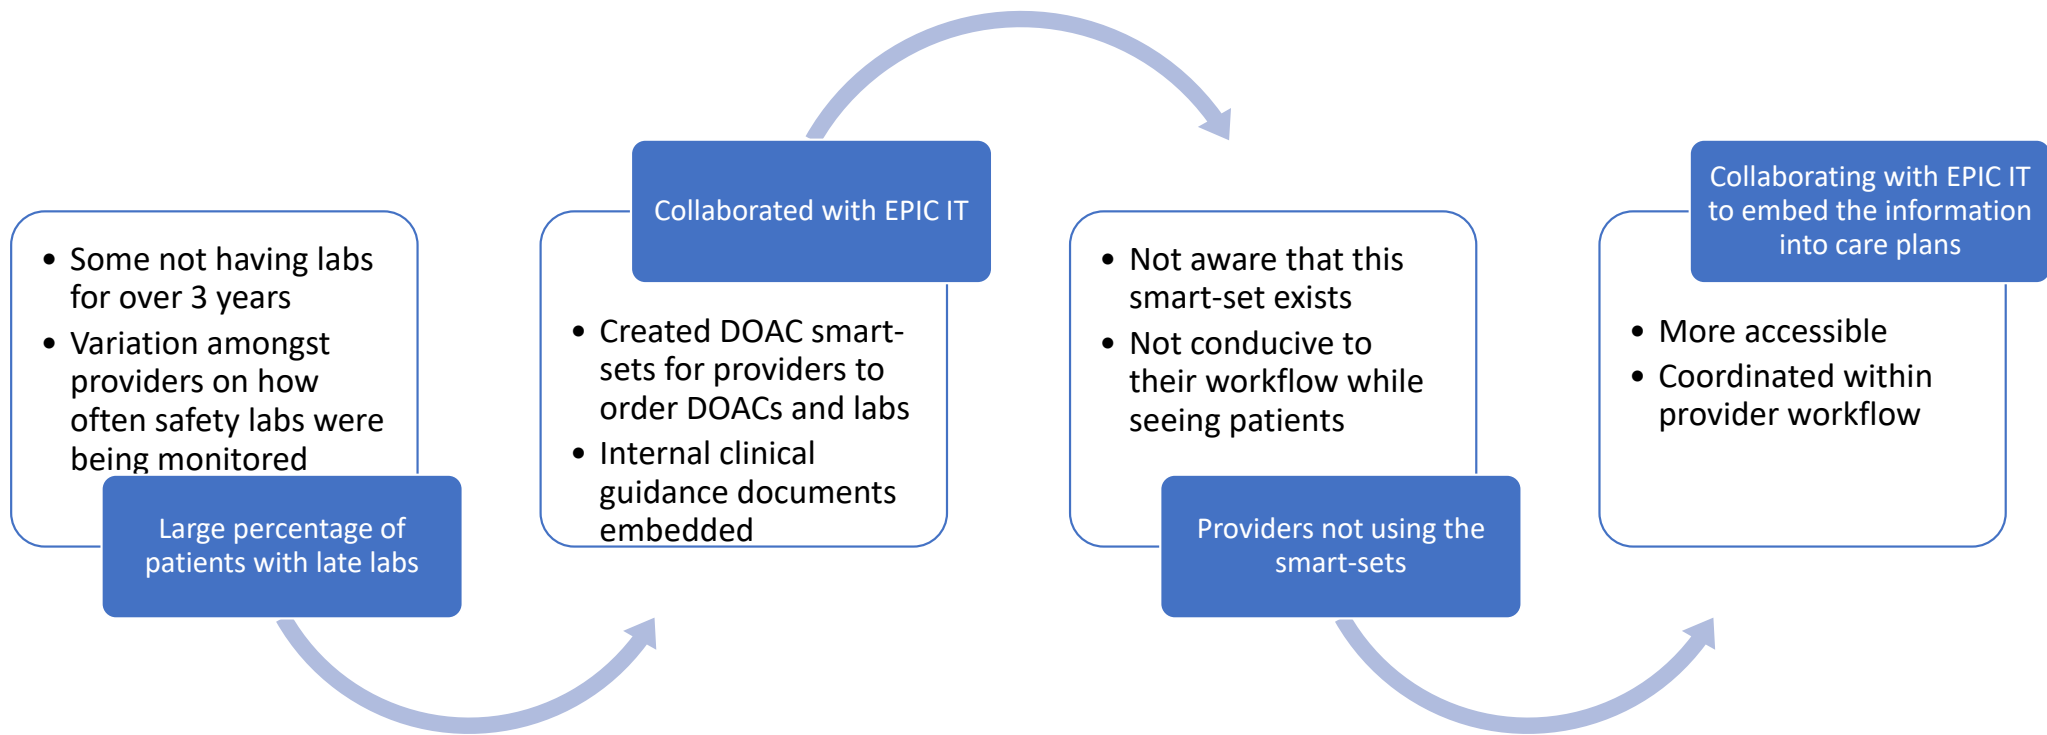 • Some not having labs
for over 3 years
• Variation amongst
providers on how
often safety labs were
being monitored
Large percentage of
patients with late labs
Collaborated with EPIC IT
• Created DOAC smart-
sets for providers to
order DOACs and labs
• Internal clinical
guidance documents
embedded
• Not aware that this
smart-set exists
• Not conducive to
their workflow while
seeing patients
Providers not using the
smart-sets
Collaborating with EPIC IT
to embed the information
into care plans
• More accessible
• Coordinated within
provider workflow